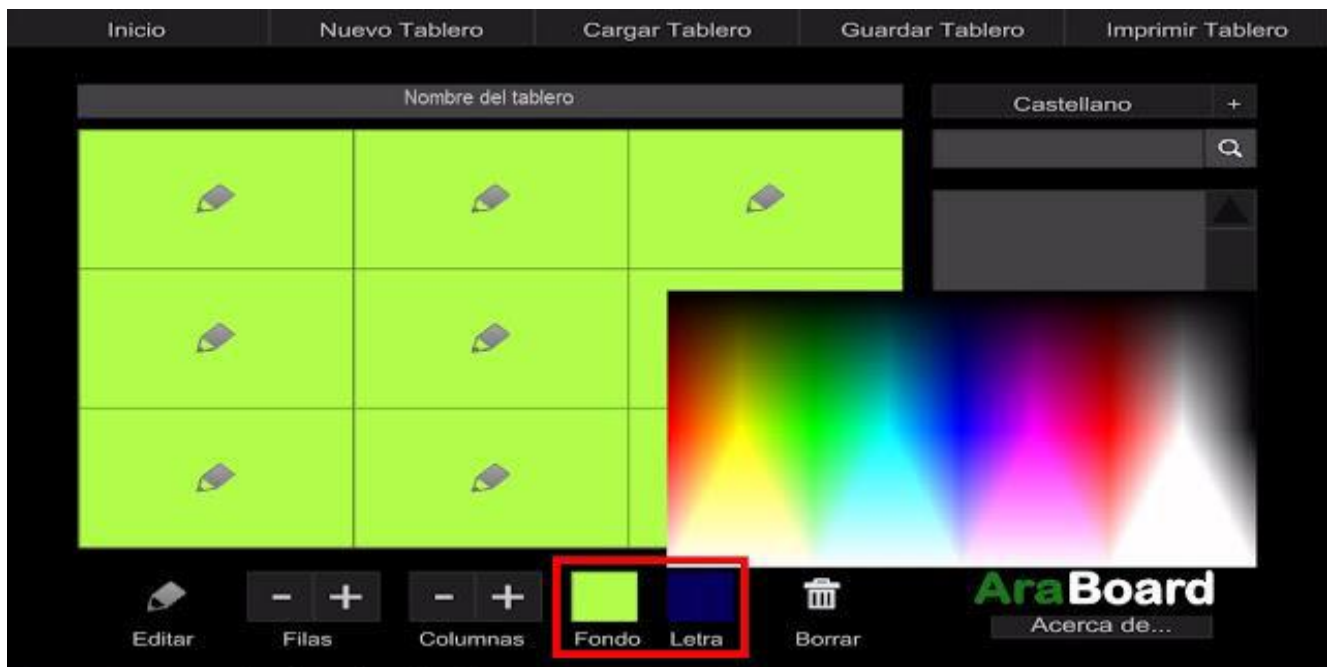 Inicio Nuevo Tablero Cargar Tablero Guardar Tablero Imprimir Tablero
Nombre del tablero
Castellano +
- + - +
Editar Filas Columnas Fondo Letra Borrar
AraBoard
Acerca de...